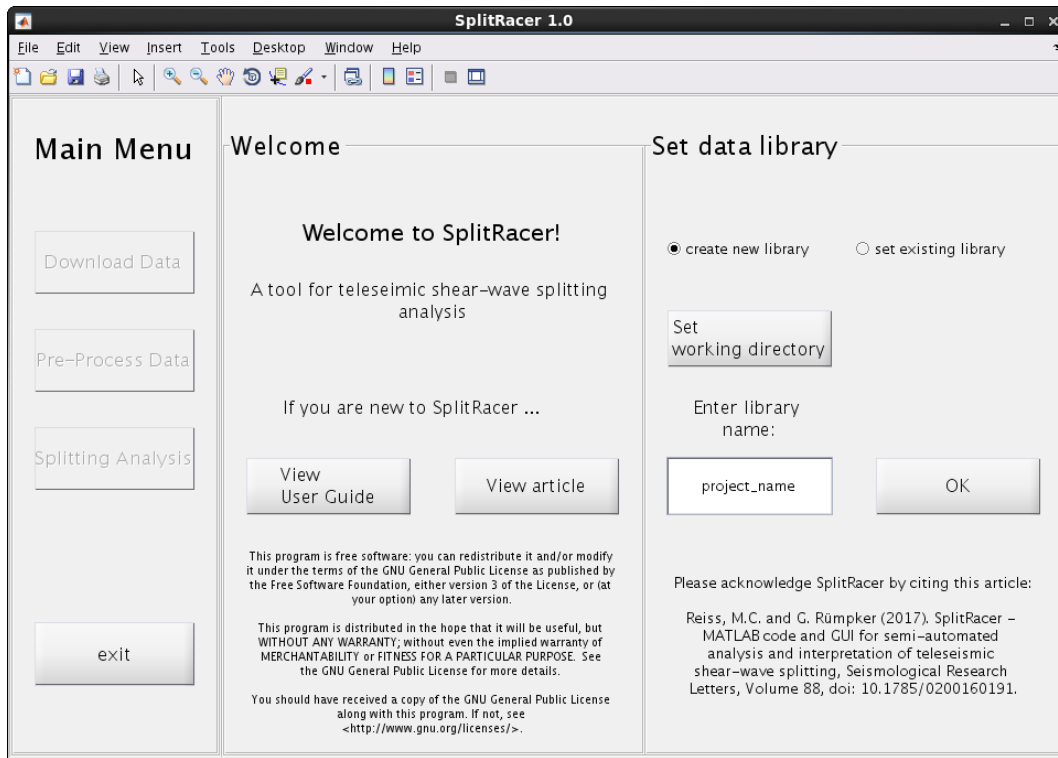 SplitRacer 1.0
File Edit View Insert Tools Desktop Window Help
Main Menu
Download Data
Pre-Process Data
Splitting Analysis
exit
Welcome
Welcome to SplitRacer!
A tool for teleseimic shear-wave splitting
analysis
If you are new to SplitRacer ...
View
User Guide
View article
This program is free software: you can redistribute it and/or modify
it under the terms of the GNU General Public License as published by
the Free Software Foundation, either version 3 of the License, or (at
your option) any later version.
This program is distributed in the hope that it will be useful, but
WITHOUT ANY WARRANTY; without even the implied warranty of
MERCHANTABILITY or FITNESS FOR A PARTICULAR PURPOSE. See
the GNU General Public License for more details.
You should have received a copy of the GNU General Public License
along with this program. If not, see
<http://www.gnu.org/licenses/>.
Set data library
create new library
set existing library
Set
working directory
Enter library
name:
project_name
OK
Please acknowledge SplitRacer by citing this article:
Reiss, M.C. and G. Rümpker (2017). SplitRacer -
MATLAB code and GUI for semi-automated
analysis and interpretation of teleseismic
shear-wave splitting, Seismological Research
Letters, Volume 88, doi: 10.1785/0200160191.